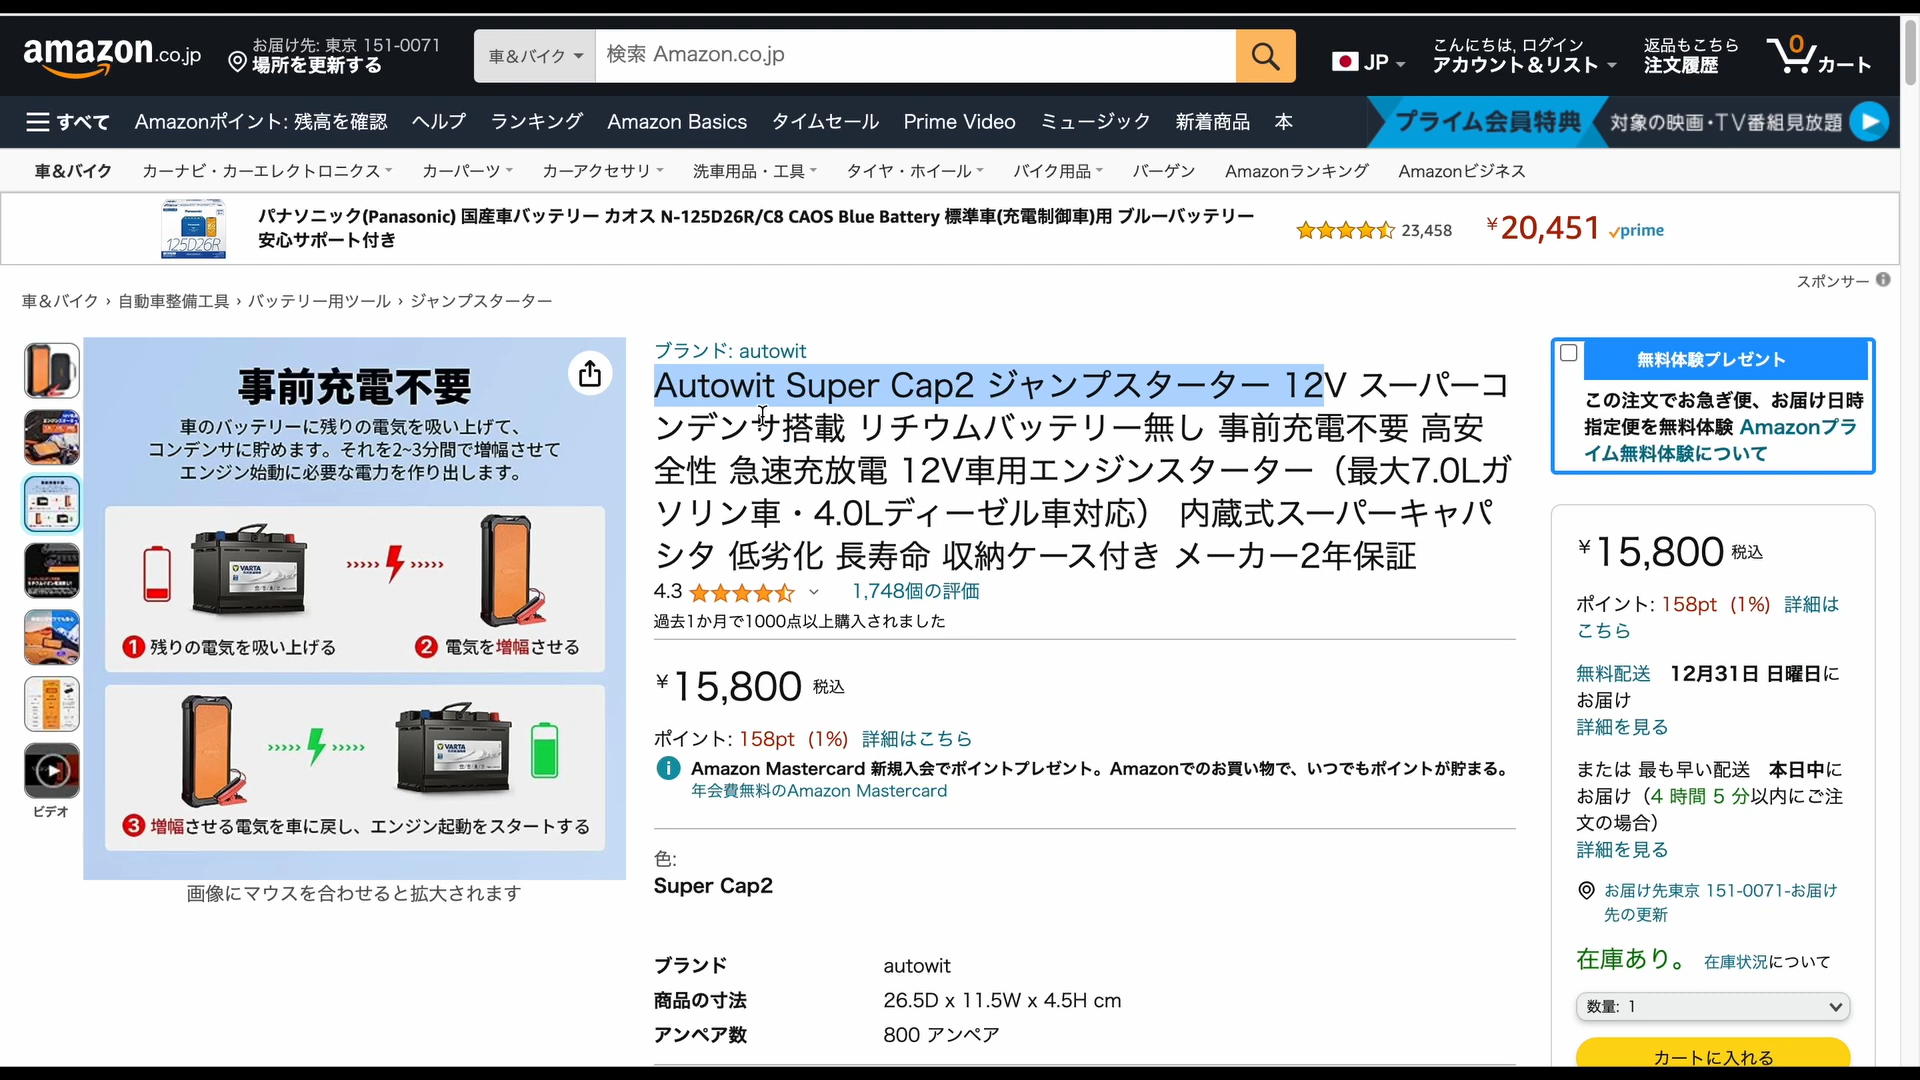 amazon.co.jp
お届け先: 東京 151-0071
場所を更新する
車&バイク
検索 Amazon.co.jp
JP
こんにちは, ログイン
アカウント&リスト
返品もこちら
注文履歴
0
カート
すべて
Amazonポイント: 残高を確認
ヘルプ
ランキング
Amazon Basics
タイムセール
Prime Video
ミュージック
新着商品
本
プライム会員特典
対象の映画・TV番組見放題
車&バイク
カーナビ・カーエレクトロニクス
カーパーツ
カーアクセサリ
洗車用品・工具
タイヤ・ホイール
バイク用品
バーゲン
Amazonランキング
Amazonビジネス
125D26R
パナソニック(Panasonic) 国産車バッテリー カオス N-125D26R/C8 CAOS Blue Battery 標準車(充電制御車)用 ブルーバッテリー
安心サポート付き
23,458
¥20,451
prime
スポンサー
車&バイク › 自動車整備工具 › バッテリー用ツール › ジャンプスターター
事前充電不要
車のバッテリーに残りの電気を吸い上げて、
コンデンサに貯めます。それを2~3分間で増幅させて
エンジン始動に必要な電力を作り出します。
VARTA
1 残りの電気を吸い上げる
2 電気を増幅させる
VARTA
3 増幅させる電気を車に戻し、エンジン起動をスタートする
ビデオ
画像にマウスを合わせると拡大されます
ブランド: autowit
Autowit Super Cap2 ジャンプスターター 12V スーパーコ
ンデンサ搭載 リチウムバッテリー無し 事前充電不要 高安
全性 急速充放電 12V車用エンジンスターター（最大7.0Lガ
ソリン車・4.0Lディーゼル車対応） 内蔵式スーパーキャパ
シタ 低劣化 長寿命 収納ケース付き メーカー2年保証
4.3
1,748個の評価
過去1か月で1000点以上購入されました
¥15,800 税込
ポイント: 158pt (1%) 詳細はこちら
Amazon Mastercard 新規入会でポイントプレゼント。Amazonでのお買い物で、いつでもポイントが貯まる。
年会費無料のAmazon Mastercard
色:
Super Cap2
ブランド autowit
商品の寸法 26.5D x 11.5W x 4.5H cm
アンペア数 800 アンペア
無料体験プレゼント
この注文でお急ぎ便、お届け日時
指定便を無料体験 Amazonプラ
イム無料体験について
¥15,800 税込
ポイント: 158pt (1%) 詳細は
こちら
無料配送 12月31日 日曜日に
お届け
詳細を見る
または 最も早い配送 本日中に
お届け（4 時間 5 分以内にご注
文の場合）
詳細を見る
お届け先東京 151-0071-お届け
先の更新
在庫あり。 在庫状況について
数量: 1
カートに入れる